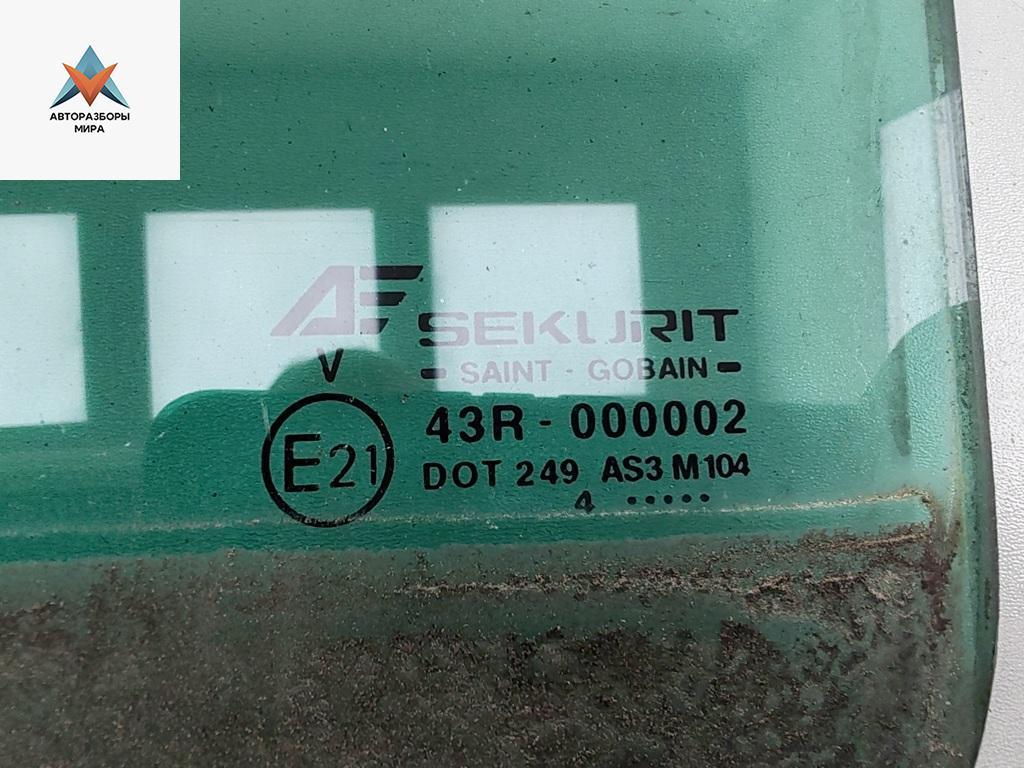 АВТОРАЗБОРЫ
МИРА
SEKURIT
SAINT - GOBAIN
V
E21
43R - 000002
DOT 249 AS3 M104
4 •••••